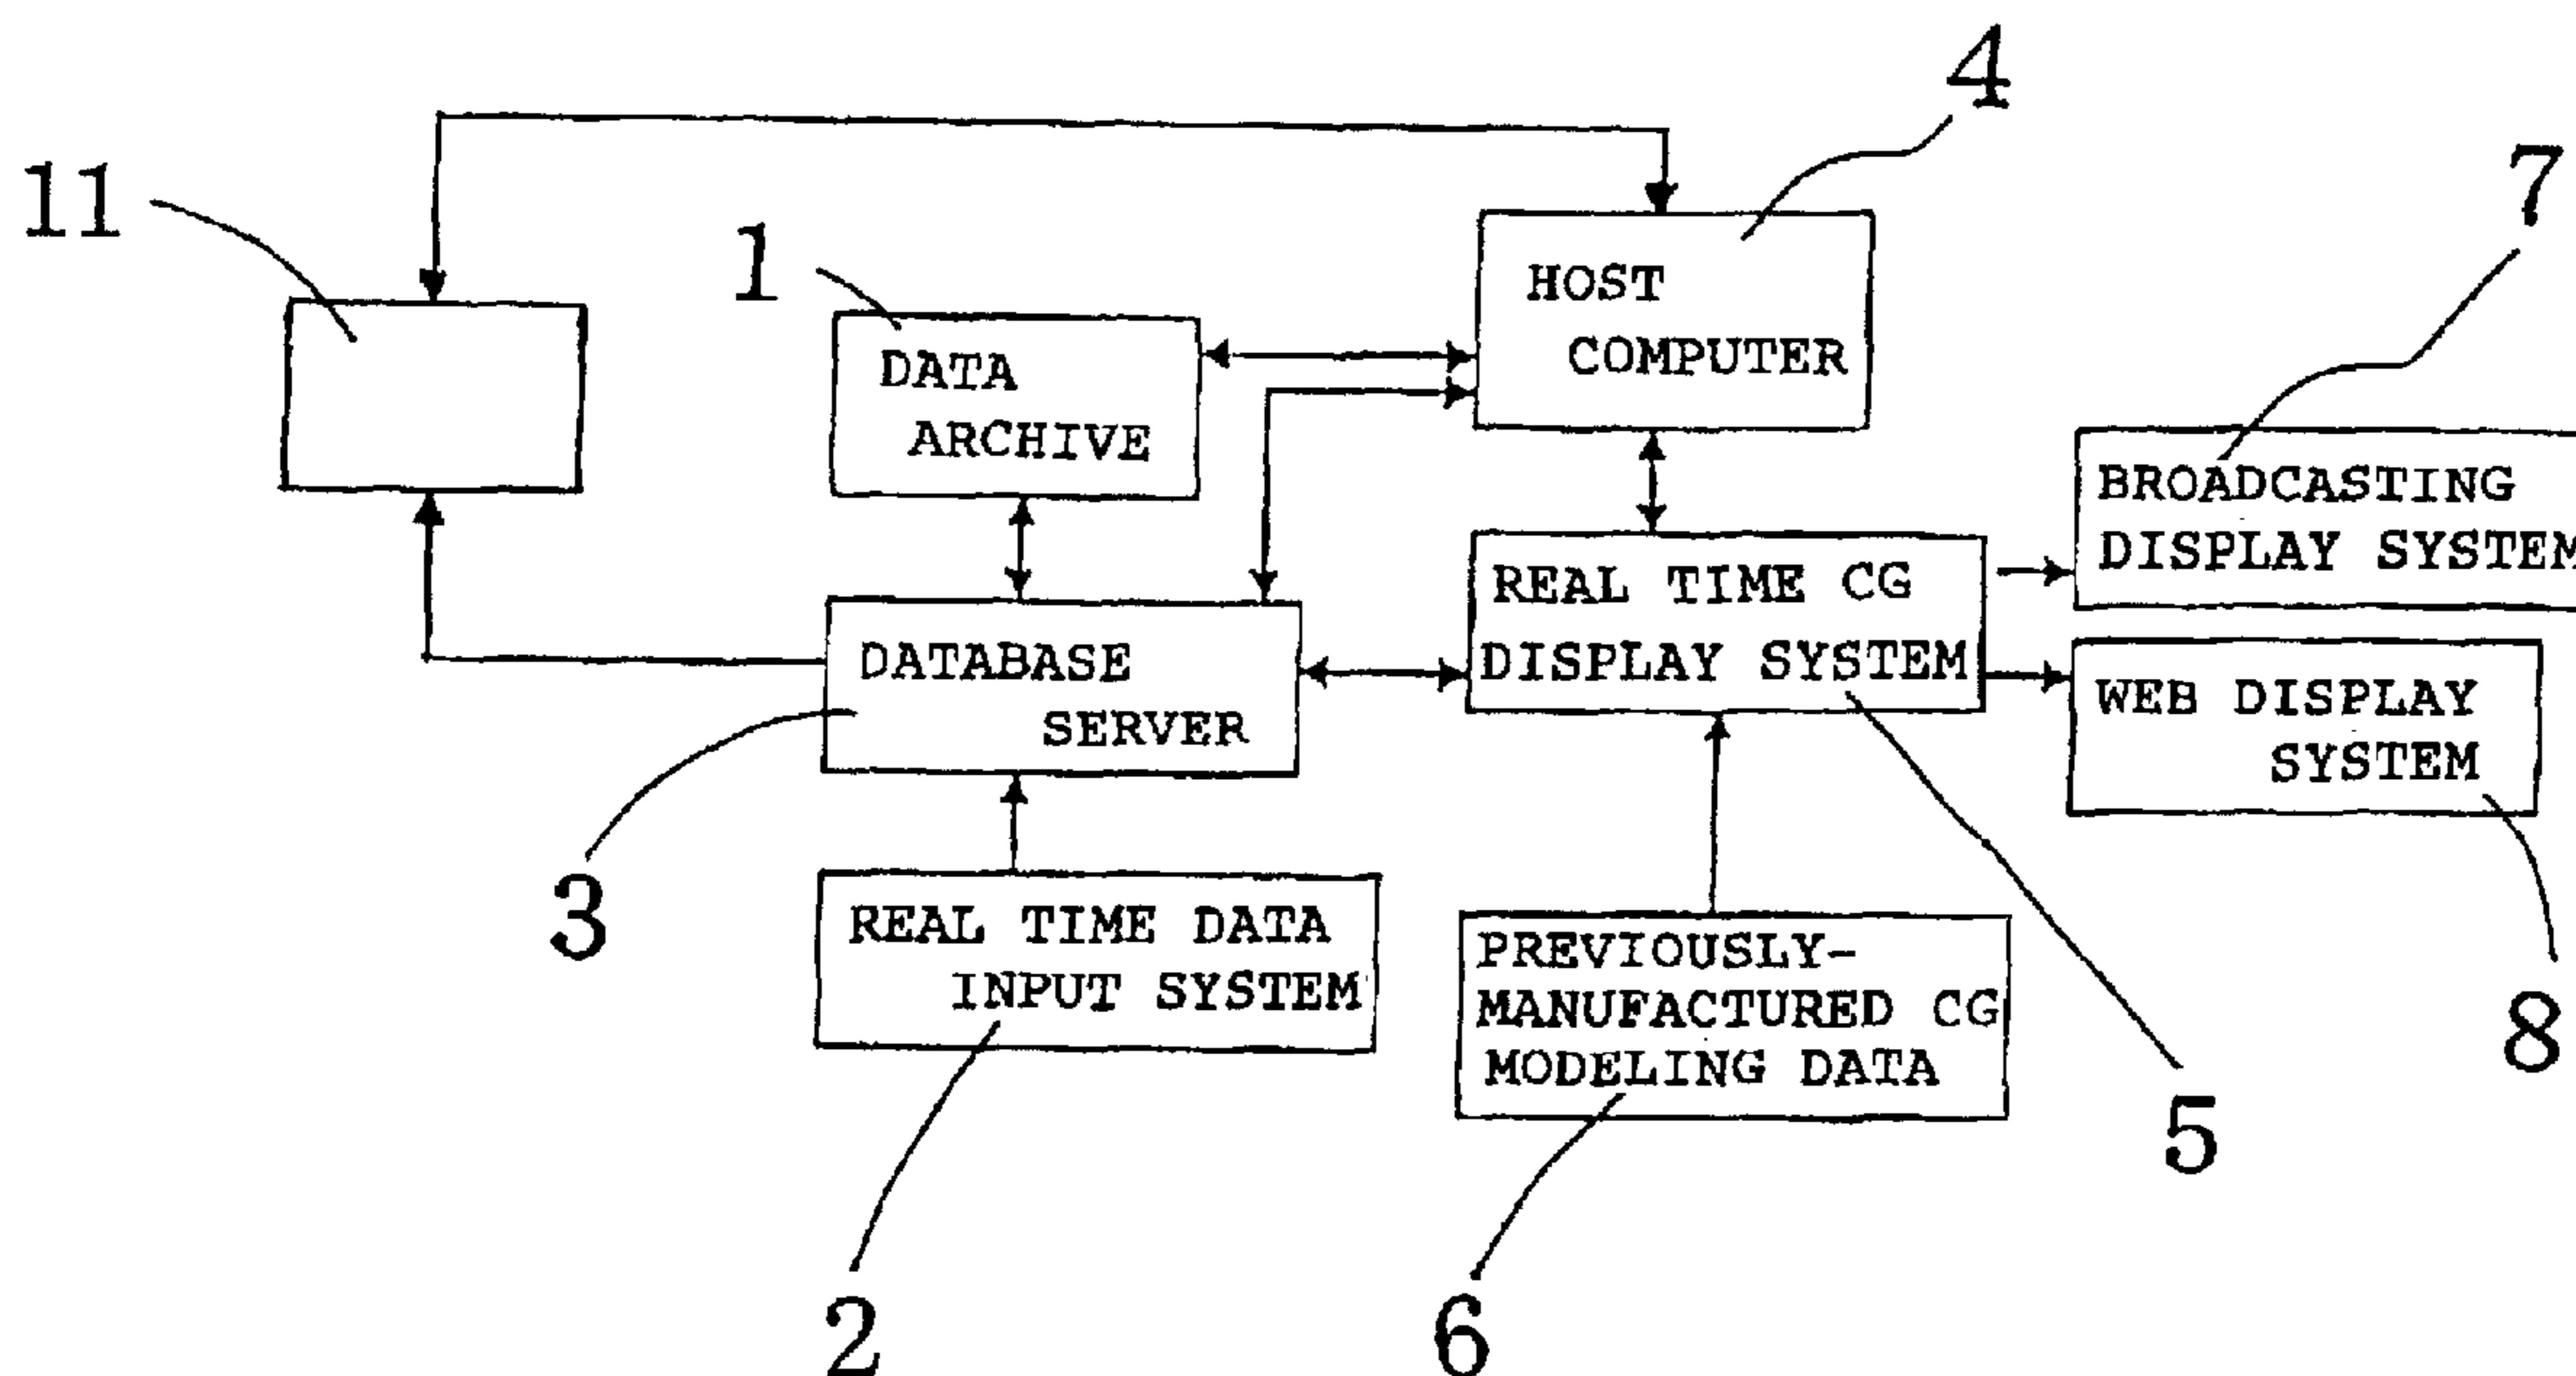 4
11
7
1
HOST
COMPUTER
DATA
ARCHIVE
BROADCASTING
DISPLAY SYSTEM
REAL TIME CG
DISPLAY SYSTEM
DATABASE
SERVER
WEB DISPLAY
SYSTEM
3
REAL TIME DATA
INPUT SYSTEM
PREVIOUSLY-
MANUFACTURED CG
MODELING DATA
8
5
2
6